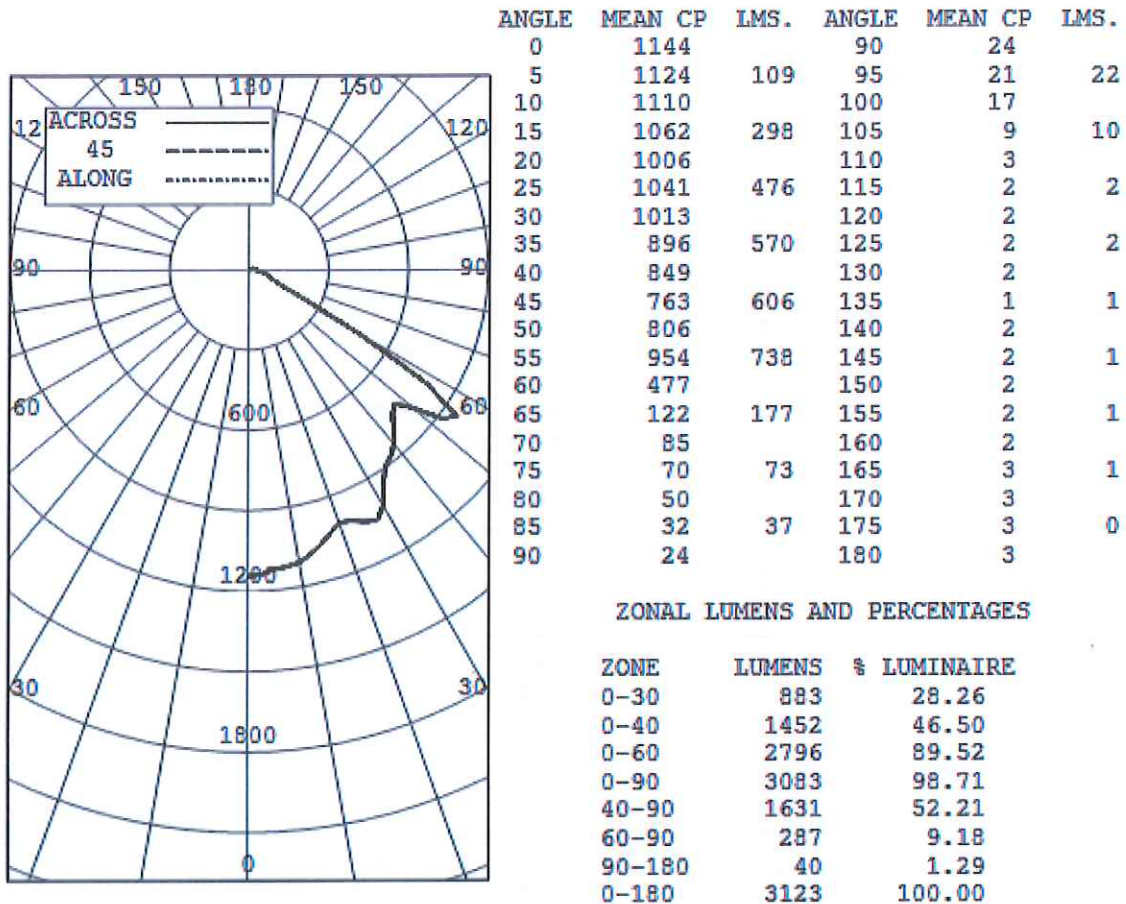 150 180 150
12 ACROSS 120
45
ALONG
90 90
60 600 60
1200
30 30
1800
0
ANGLE MEAN CP LMS. ANGLE MEAN CP LMS.
0 1144 90 24
5 1124 109 95 21 22
10 1110 100 17
15 1062 298 105 9 10
20 1006 110 3
25 1041 476 115 2 2
30 1013 120 2
35 896 570 125 2 2
40 849 130 2
45 763 606 135 1 1
50 806 140 2
55 954 738 145 2 1
60 477 150 2
65 122 177 155 2 1
70 85 160 2
75 70 73 165 3 1
80 50 170 3
85 32 37 175 3 0
90 24 180 3
ZONAL LUMENS AND PERCENTAGES
ZONE LUMENS % LUMINAIRE
0-30 883 28.26
0-40 1452 46.50
0-60 2796 89.52
0-90 3083 98.71
40-90 1631 52.21
60-90 287 9.18
90-180 40 1.29
0-180 3123 100.00